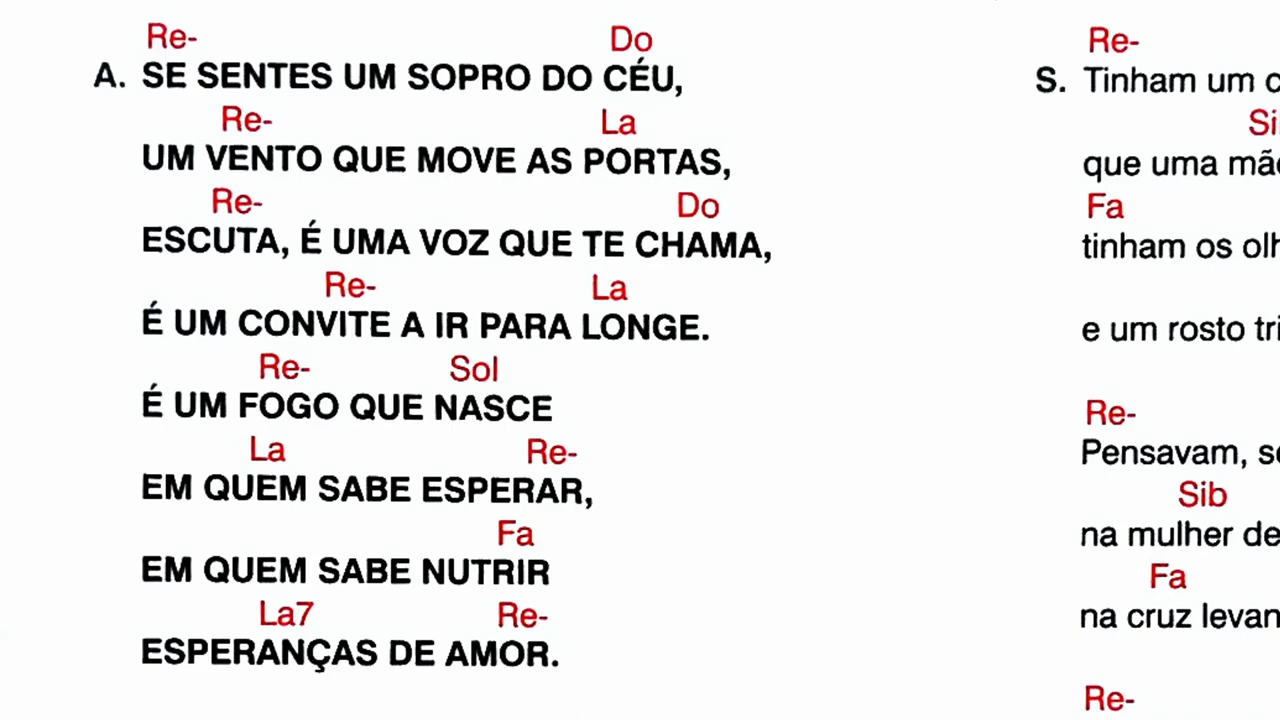 Re- Do
A. SE SENTES UM SOPRO DO CÉU,
Re- La
UM VENTO QUE MOVE AS PORTAS,
Re- Do
ESCUTA, É UMA VOZ QUE TE CHAMA,
Re- La
É UM CONVITE A IR PARA LONGE.
Re- Sol
É UM FOGO QUE NASCE
La Re-
EM QUEM SABE ESPERAR,
Fa
EM QUEM SABE NUTRIR
La7 Re-
ESPERANÇAS DE AMOR.
Re-
S. Tinham um
que uma
Fa
tinham os
e um rosto
Re-
Pensavam,
Sib
na mulher
Fa
na cruz
Re-